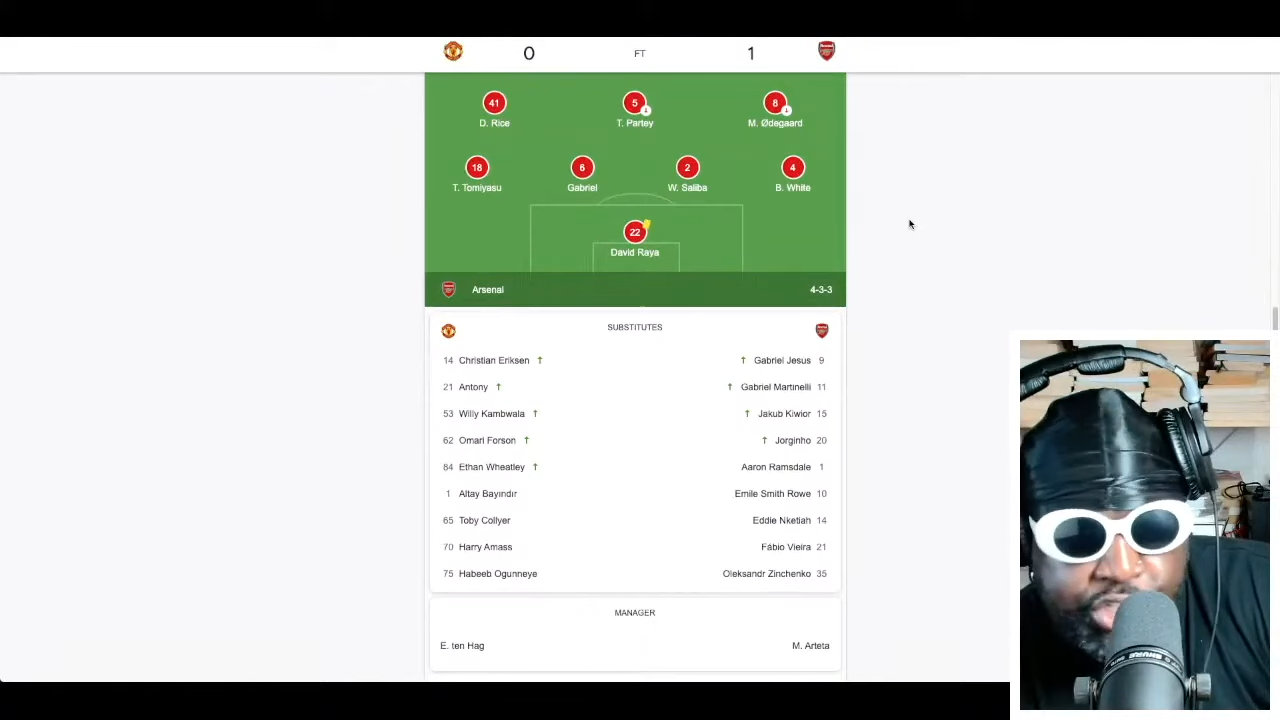 0 FT 1
41 5 8
D. Rice T. Partey M. Ødegaard
18 6 2 4
T. Tomiyasu Gabriel W. Saliba B. White
22
David Raya
Arsenal 4-3-3
SUBSTITUTES
14 Christian Eriksen ↑ ↑ Gabriel Jesus 9
21 Antony ↑ ↑ Gabriel Martinelli 11
53 Willy Kambwala ↑ ↑ Jakub Kiwior 15
62 Omari Forson ↑ ↑ Jorginho 20
84 Ethan Wheatley ↑ Aaron Ramsdale 1
1 Altay Bayındır Emile Smith Rowe 10
65 Toby Collyer Eddie Nketiah 14
70 Harry Amass Fábio Vieira 21
75 Habeeb Ogunneye Oleksandr Zinchenko 35
MANAGER
E. ten Hag M. Arteta